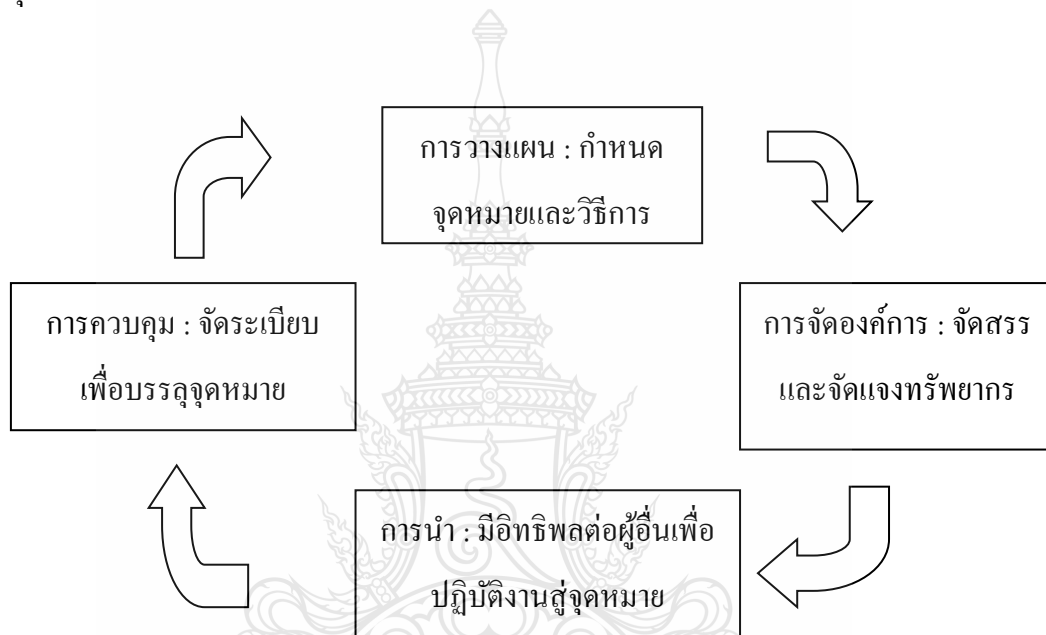 การวางแผน : กำหนด
จุดหมายและวิธีการ
การควบคุม : จัดระเบียบ
เพื่อบรรลุจุดหมาย
การจัดองค์การ : จัดสรร
และจัดแจงทรัพยากร
การนำ : มีอิทธิพลต่อผู้อื่นเพื่อ
ปฏิบัติงานสู่จุดหมาย